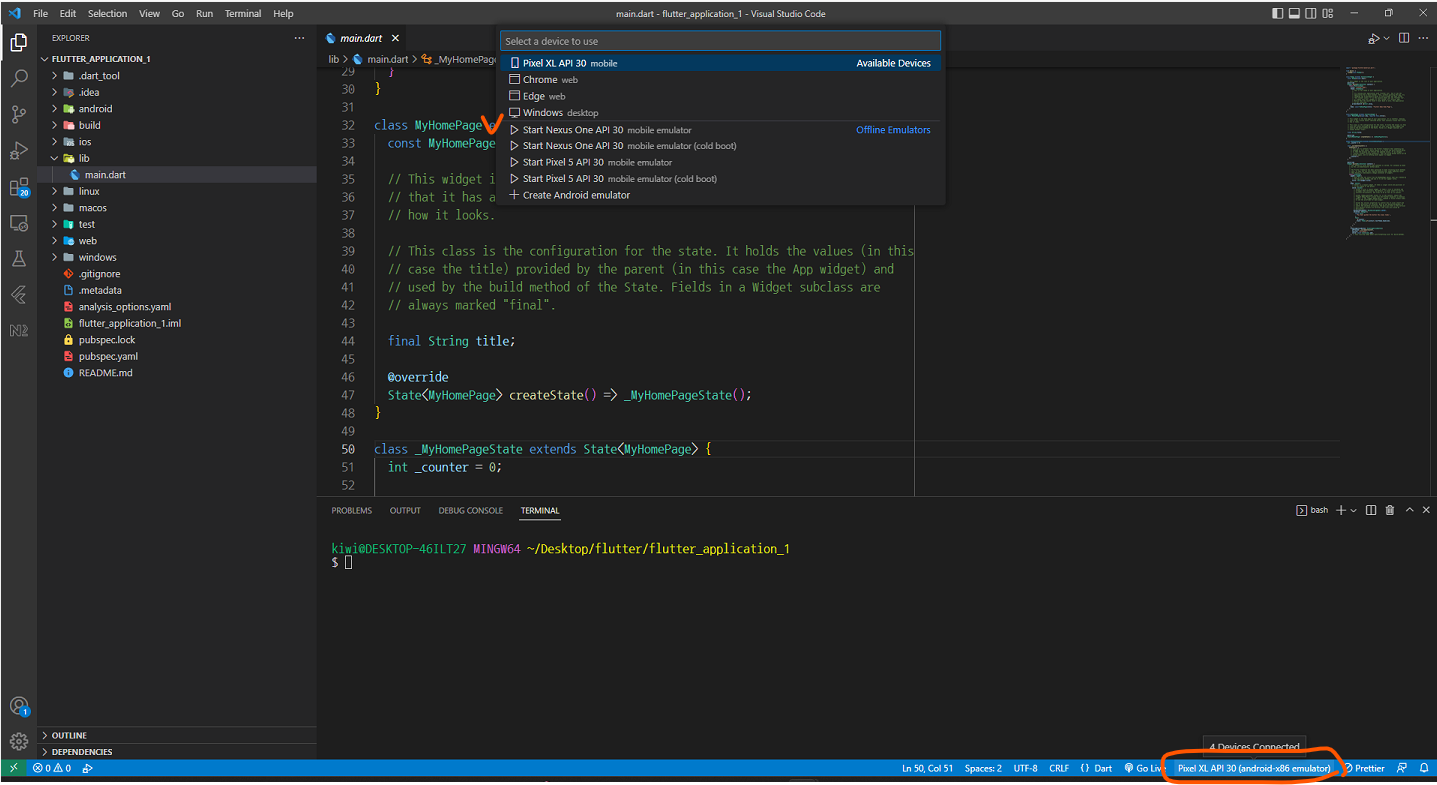 File Edit Selection View Go Run Terminal Help
main.dart - flutter_application_1 - Visual Studio Code
EXPLORER
FLUTTER_APPLICATION_1
.dart_tool
.idea
android
build
ios
lib
main.dart
linux
macos
test
web
windows
.gitignore
.metadata
analysis_options.yaml
flutter_application_1.iml
pubspec.lock
pubspec.yaml
README.md
OUTLINE
DEPENDENCIES
20
1
main.dart
lib > main.dart > _MyHomePage
Select a device to use
Pixel XL API 30 mobile Available Devices
Chrome web
Edge web
Windows desktop
Start Nexus One API 30 mobile emulator Offline Emulators
Start Nexus One API 30 mobile emulator (cold boot)
Start Pixel 5 API 30 mobile emulator
Start Pixel 5 API 30 mobile emulator (cold boot)
Create Android emulator
29 }
30 }
31
32 class MyHomePage
33 const MyHomePage
34
35 // This widget i
36 // that it has a
37 // how it looks.
38
39 // This class is the configuration for the state. It holds the values (in this
40 // case the title) provided by the parent (in this case the App widget) and
41 // used by the build method of the State. Fields in a Widget subclass are
42 // always marked "final".
43
44 final String title;
45
46 @override
47 State<MyHomePage> createState() => _MyHomePageState();
48 }
49
50 class _MyHomePageState extends State<MyHomePage> {
51 int _counter = 0;
52
PROBLEMS OUTPUT DEBUG CONSOLE TERMINAL
bash
kiwi@DESKTOP-46ILT27 MINGW64 ~/Desktop/flutter/flutter_application_1
$
4 Devices Connected
0 0
Ln 50, Col 51 Spaces: 2 UTF-8 CRLF {} Dart Go Live Pixel XL API 30 (android-x86 emulator) Prettier